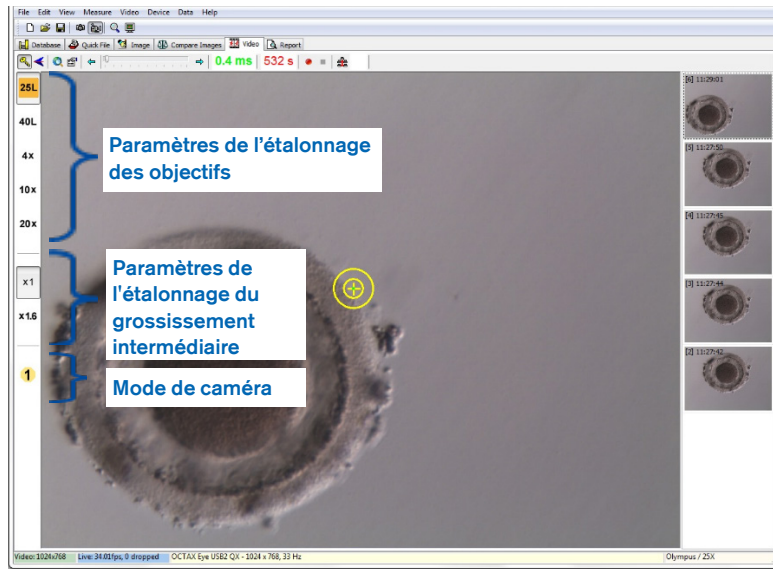 File Edit View Measure Video Device Data Help
Database Quick File Image Compare Images Video Report
0.4 ms 532 s
25L
40L
4x
10x
20x
x1
x1.6
1
Paramètres de l'étalonnage
des objectifs
Paramètres de
l'étalonnage du
grossissement
intermédiaire
Mode de caméra
[6] 11:29:01
[5] 11:27:50
[4] 11:27:45
[3] 11:27:44
[2] 11:27:42
Video: 1024x768 Live: 34.01fps, 0 dropped OCTAX Eye USB2 QX - 1024 x 768, 33 Hz Olympus / 25X